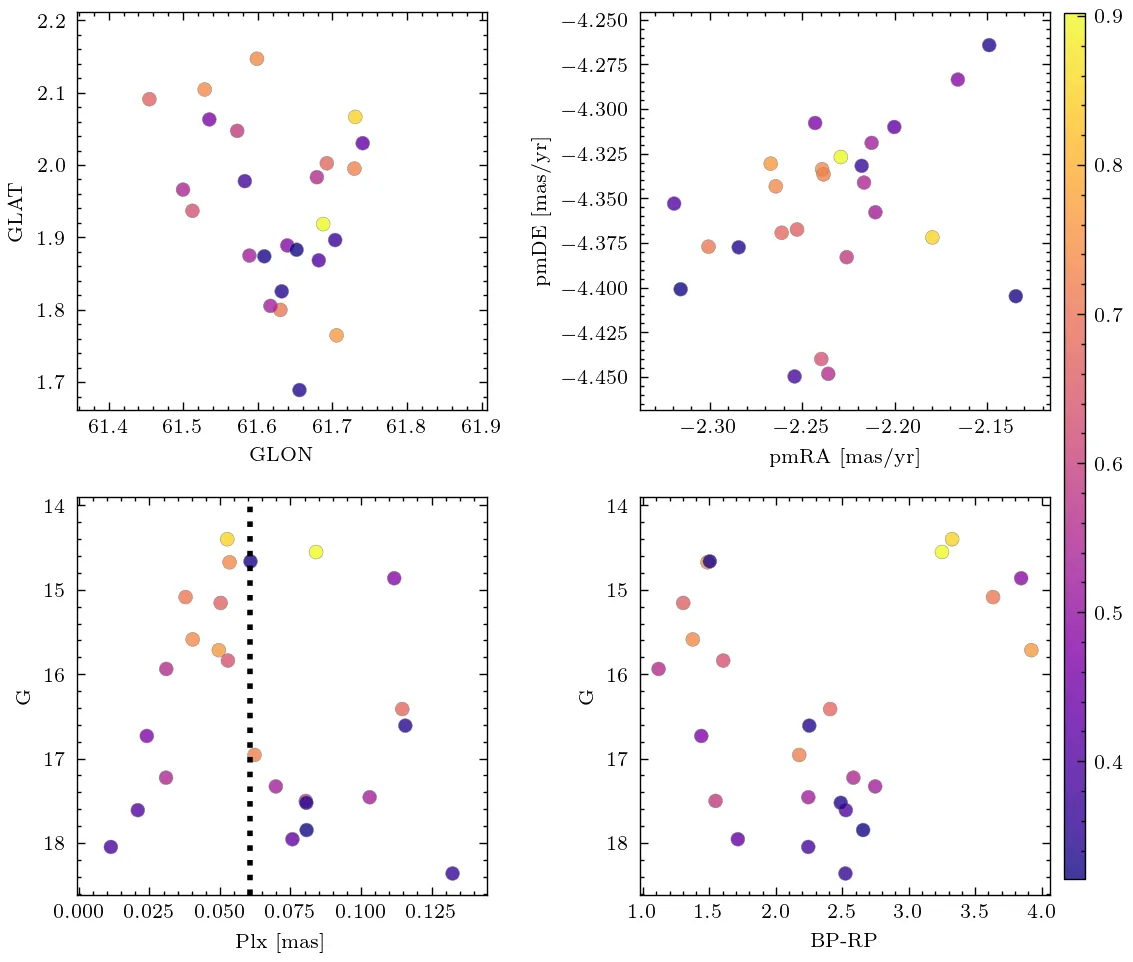 2.2
2.1
2.0
1.9
1.8
1.7
GLAT
61.4 61.5 61.6 61.7 61.8 61.9
GLON
−4.250
−4.275
−4.300
−4.325
−4.350
−4.375
−4.400
−4.425
−4.450
pmDE [mas/yr]
−2.30 −2.25 −2.20 −2.15
pmRA [mas/yr]
0.9
0.8
0.7
0.6
0.5
0.4
14
15
16
17
18
G
0.000 0.025 0.050 0.075 0.100 0.125
Plx [mas]
14
15
16
17
18
G
1.0 1.5 2.0 2.5 3.0 3.5 4.0
BP-RP